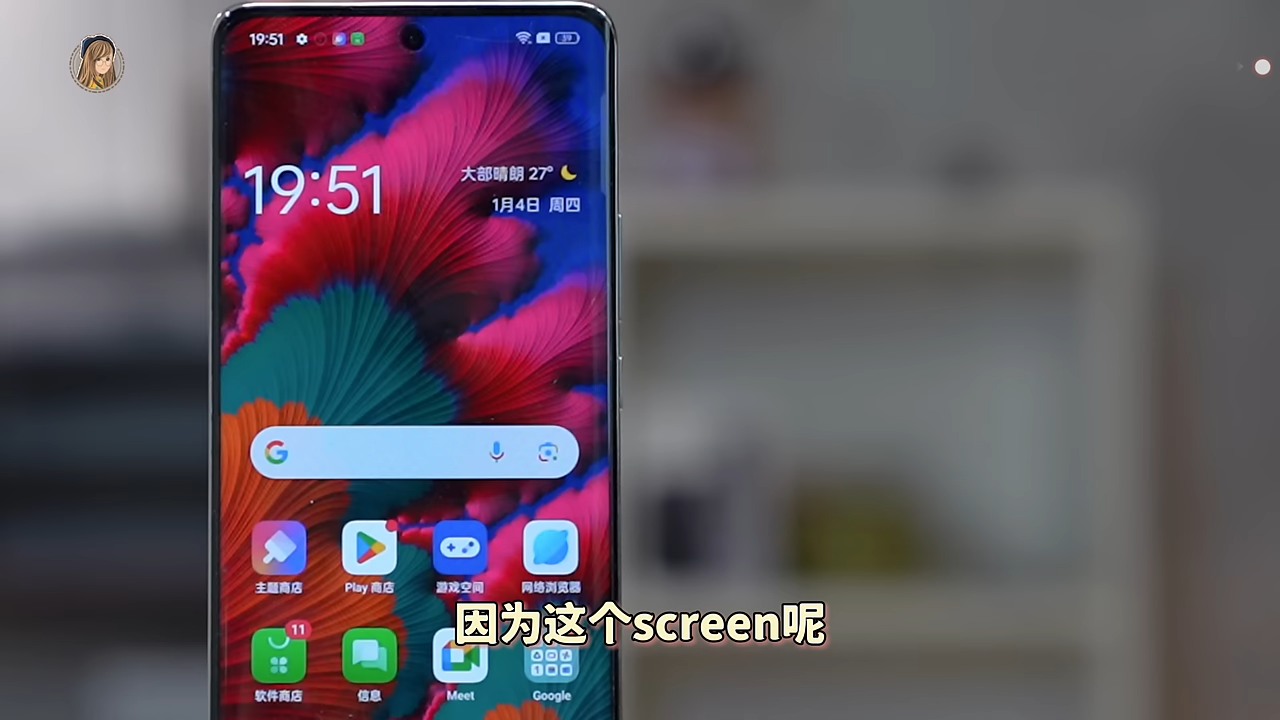 19:51
39
19:51
大部晴朗 27°
1月4日 周四
主题商店
Play 商店
游戏空间
网络浏览器
因为这个screen呢
11
软件商店
信息
Meet
Google